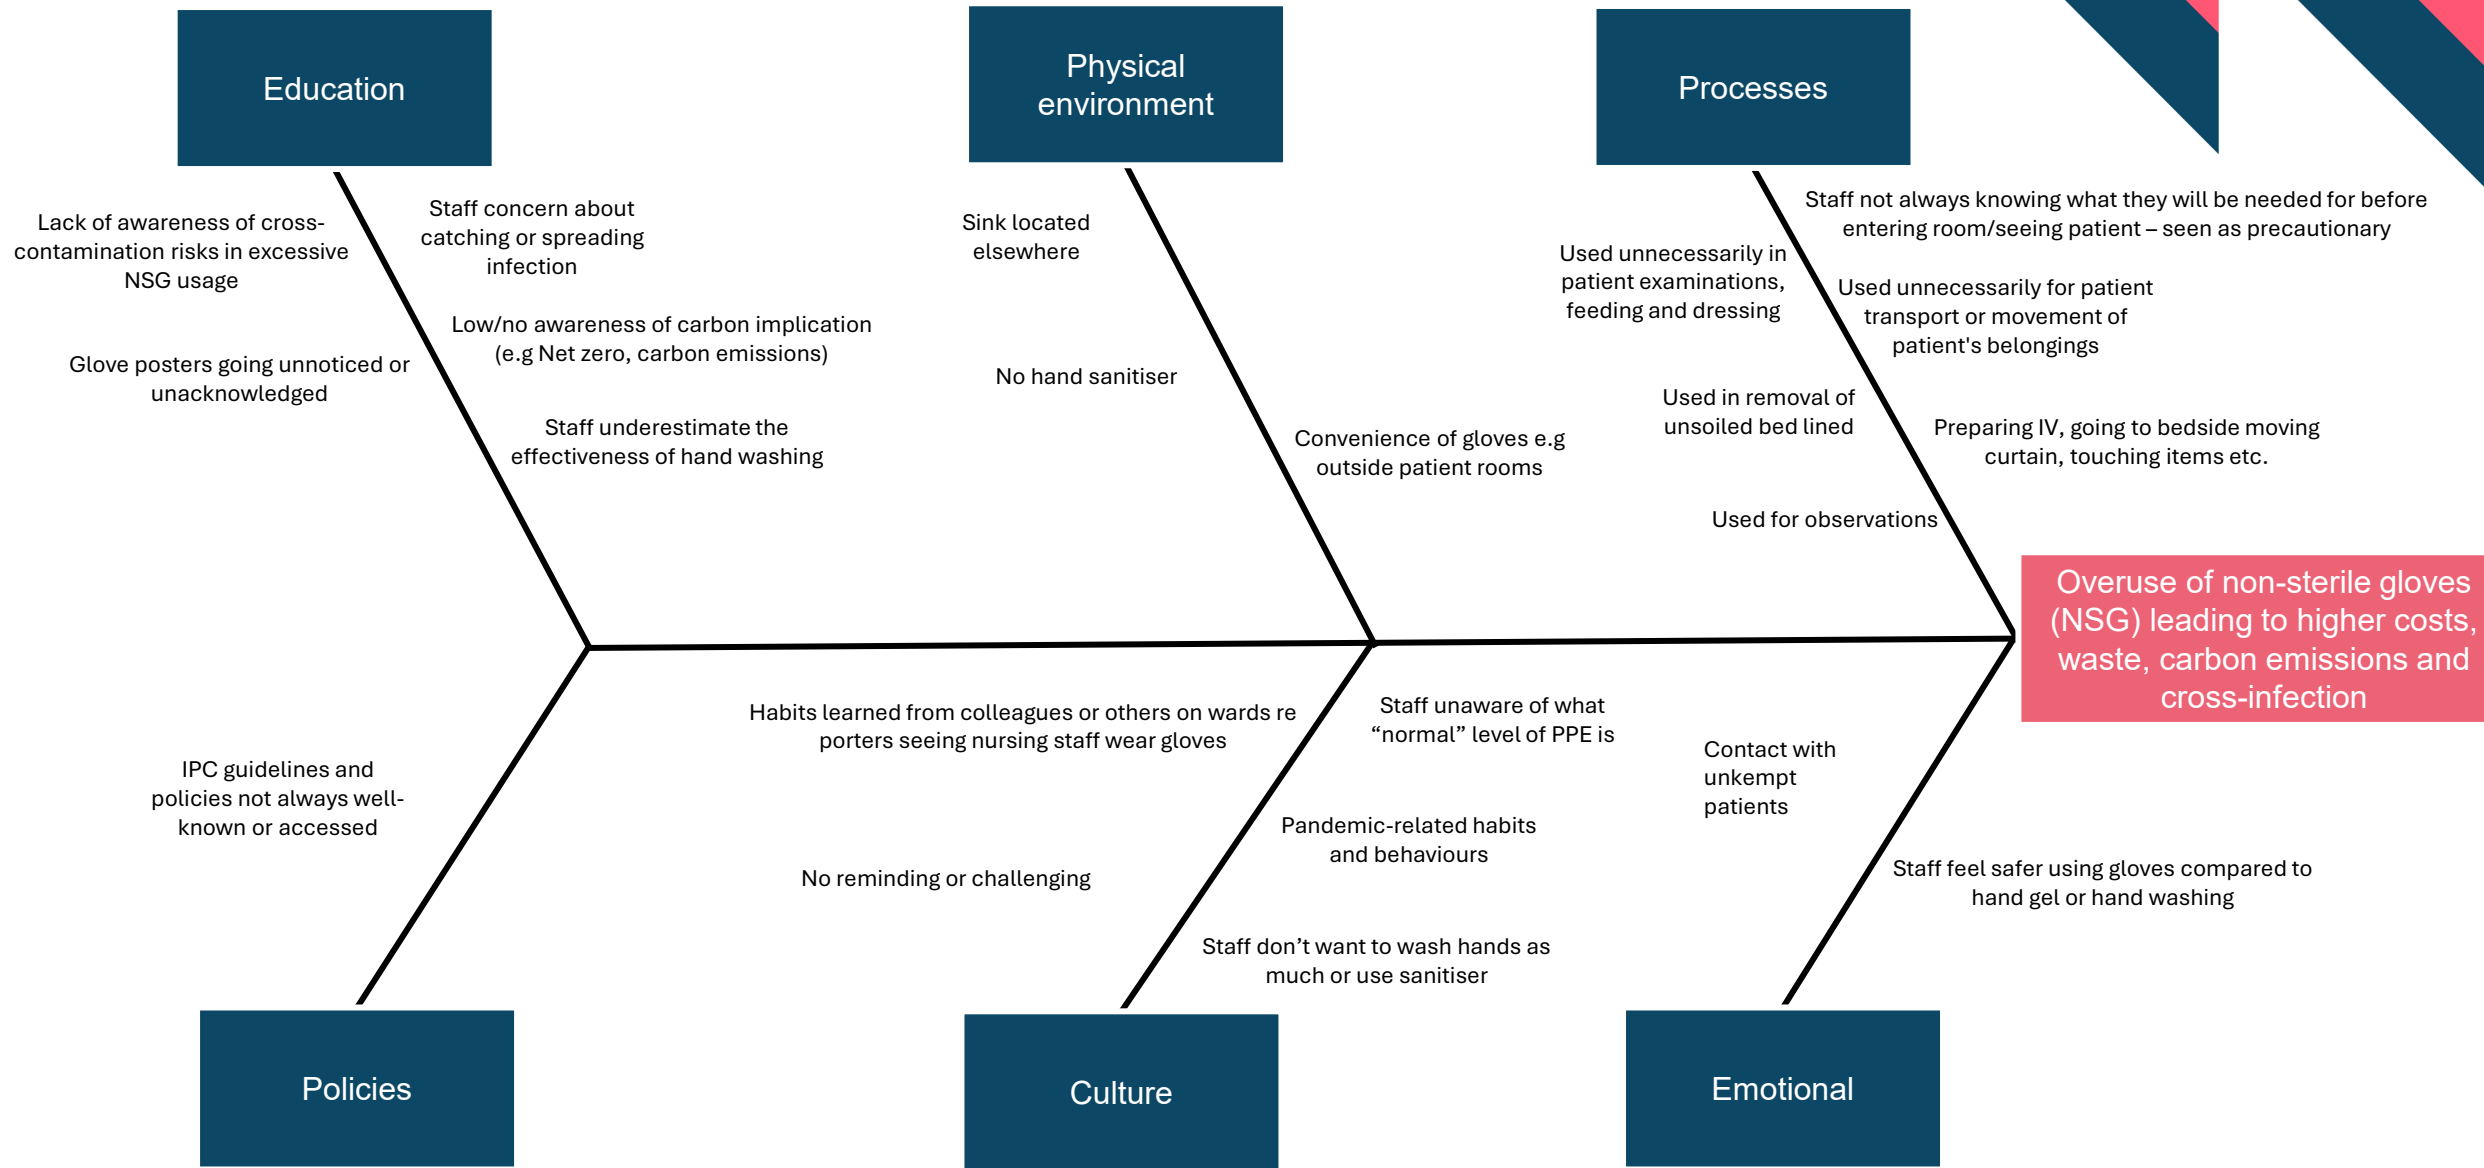 Education
Physical
environment
Processes
Lack of awareness of cross-
contamination risks in excessive
NSG usage
Staff concern about
catching or spreading
infection
Glove posters going unnoticed or
unacknowledged
Low/no awareness of carbon implication
(e.g Net zero, carbon emissions)
Staff underestimate the
effectiveness of hand washing
Sink located
elsewhere
No hand sanitiser
Convenience of gloves e.g
outside patient rooms
Staff not always knowing what they will be needed for before
entering room/seeing patient – seen as precautionary
Used unnecessarily in
patient examinations,
feeding and dressing
Used unnecessarily for patient
transport or movement of
patient's belongings
Used in removal of
unsoiled bed lined
Preparing IV, going to bedside moving
curtain, touching items etc.
Used for observations
Overuse of non-sterile gloves
(NSG) leading to higher costs,
waste, carbon emissions and
cross-infection
IPC guidelines and
policies not always well-
known or accessed
Habits learned from colleagues or others on wards re
porters seeing nursing staff wear gloves
No reminding or challenging
Staff unaware of what
“normal” level of PPE is
Pandemic-related habits
and behaviours
Staff don’t want to wash hands as
much or use sanitiser
Contact with
unkempt
patients
Staff feel safer using gloves compared to
hand gel or hand washing
Policies
Culture
Emotional